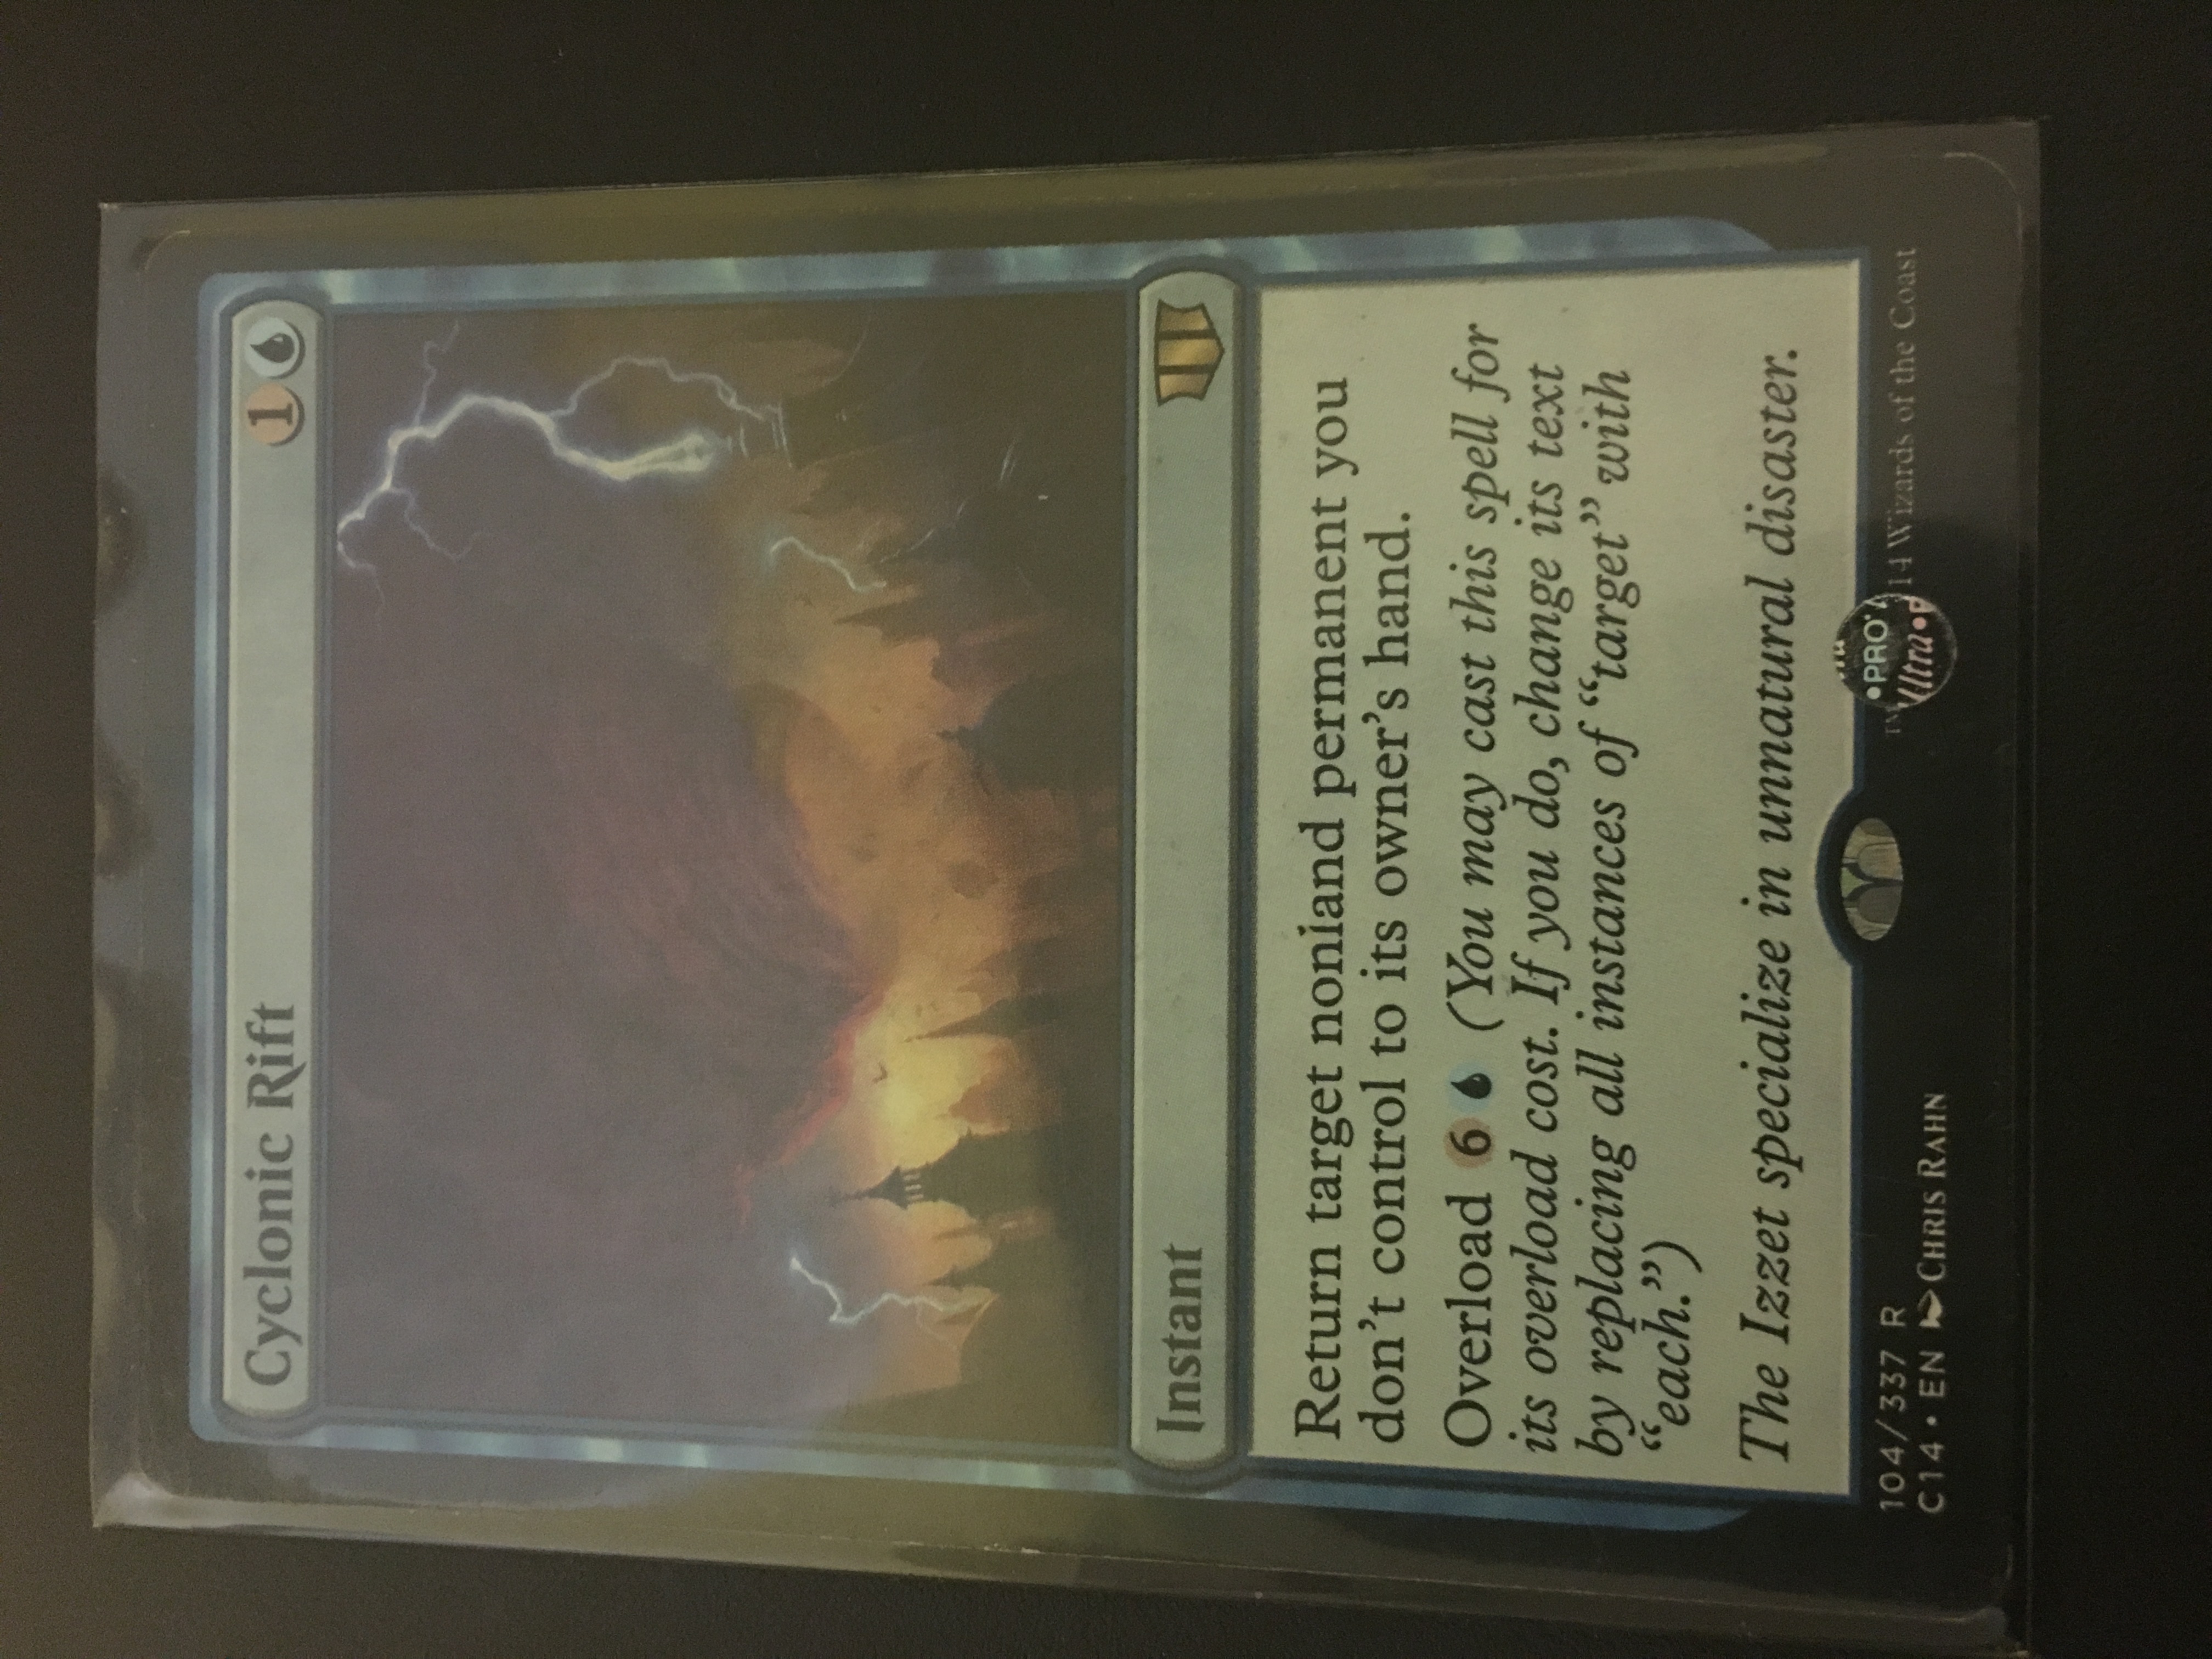 Cyclonic Rift 1
Instant
Return target nonland permanent you
don't control to its owner's hand.
Overload 6 (You may cast this spell for
its overload cost. If you do, change its text
by replacing all instances of “target” with
“each.”)
The Izzet specialize in unnatural disaster.
104/337 R
C14 • EN CHRIS RAHN
™ 14 Wizards of the Coast
•PRO•
Ultra•P